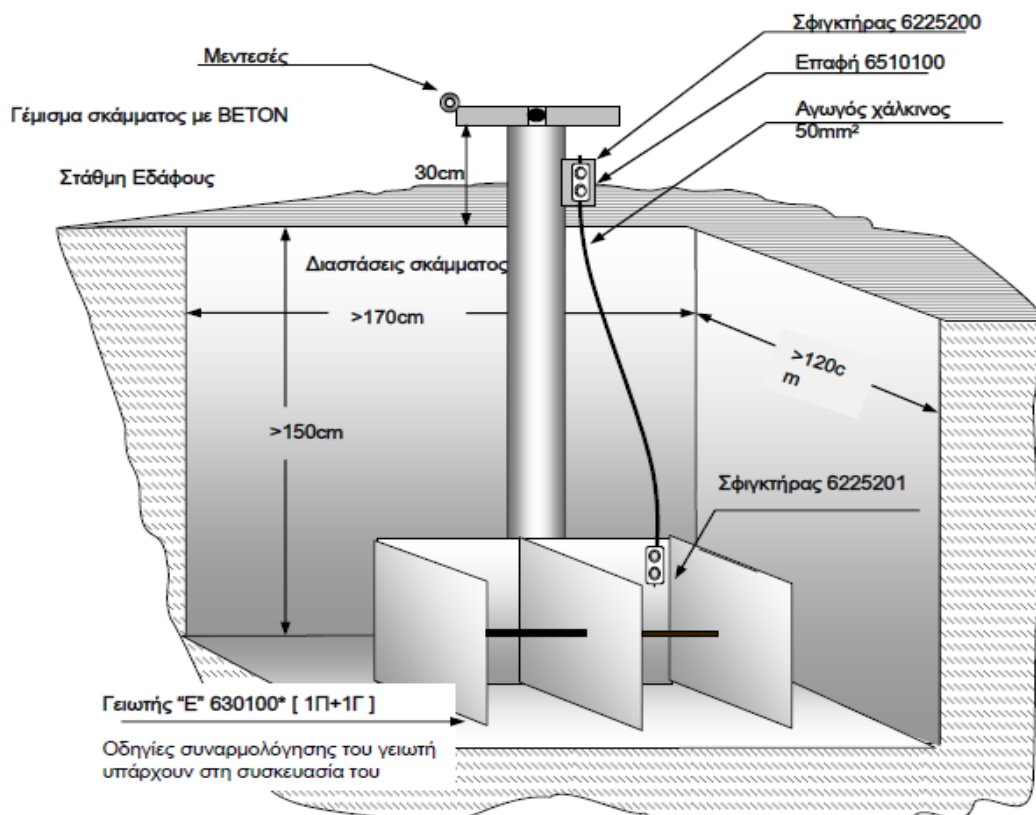 Σφιγκτήρας 6225200
Μεντεσές
Επαφή 6510100
Γέμισμα σκάμματος με ΒΕΤΟΝ
Αγωγός χάλκινος
50mm²
Στάθμη Εδάφους
30cm
Διαστάσεις σκάμματος
>170cm
>120c
m
>150cm
Σφιγκτήρας 6225201
Γειωτής “Ε” 630100* [ 1Π+1Γ ]
Οδηγίες συναρμολόγησης του γειωτή
υπάρχουν στη συσκευασία του